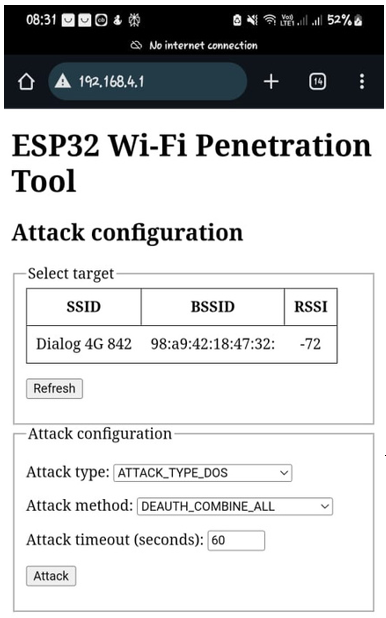 08:31 52%
No internet connection
192.168.4.1 14
ESP32 Wi-Fi Penetration
Tool
Attack configuration
Select target
SSID BSSID RSSI
Dialog 4G 842 98:a9:42:18:47:32: -72
Refresh
Attack configuration
Attack type: ATTACK_TYPE_DOS
Attack method: DEAUTH_COMBINE_ALL
Attack timeout (seconds): 60
Attack